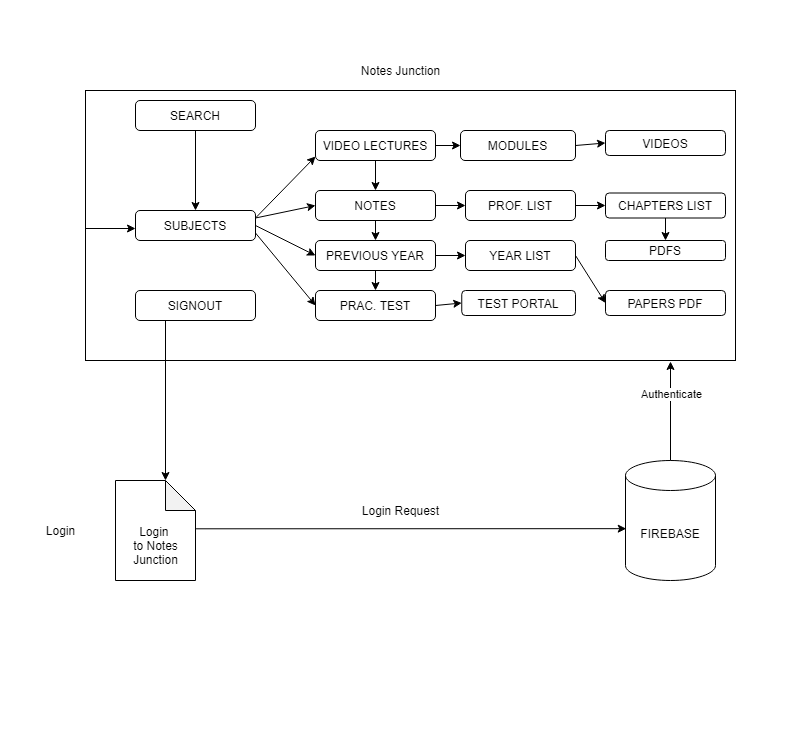 Notes Junction
SEARCH
VIDEO LECTURES
MODULES
VIDEOS
SUBJECTS
NOTES
PROF. LIST
CHAPTERS LIST
PREVIOUS YEAR
YEAR LIST
PDFS
SIGNOUT
PRAC. TEST
TEST PORTAL
PAPERS PDF
Authenticate
Login
Login
to Notes
Junction
Login Request
FIREBASE